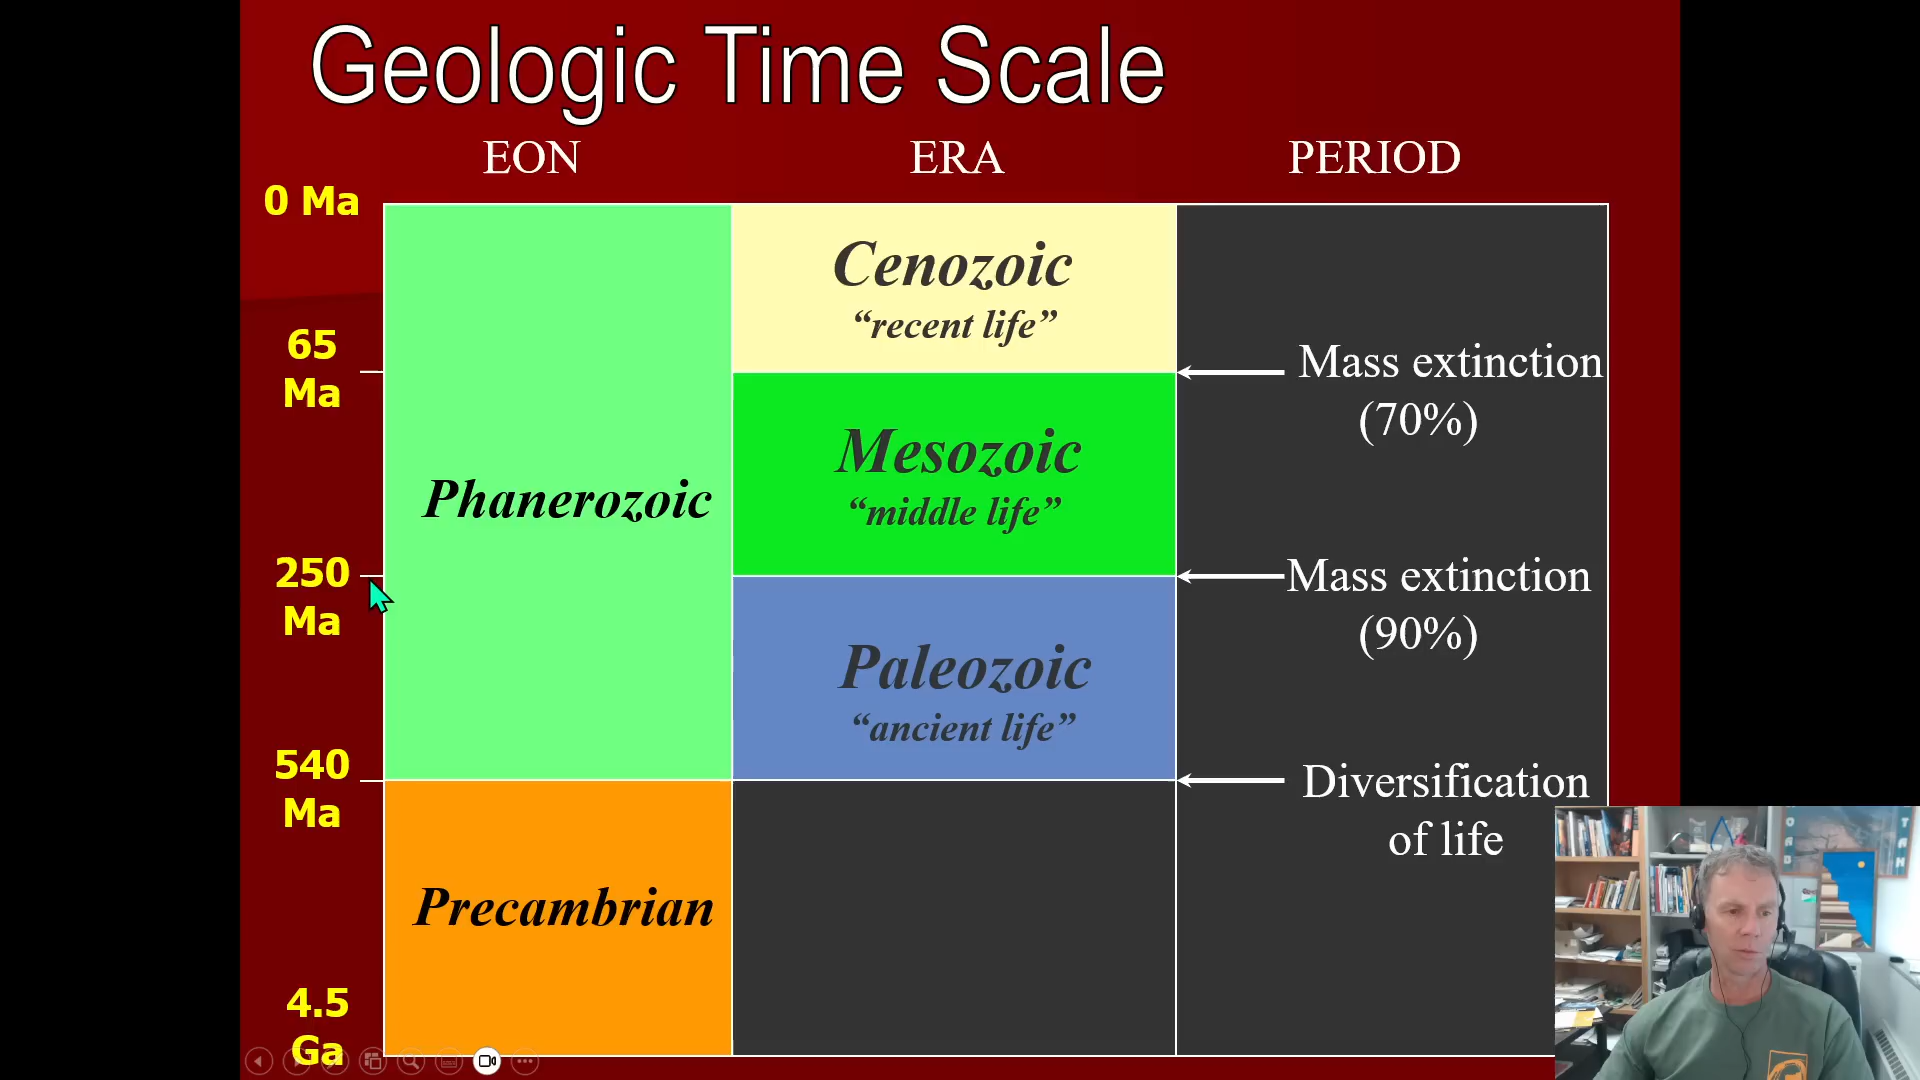 Geologic Time Scale
EON
ERA
PERIOD
0 Ma
65
Ma
250
Ma
540
Ma
4.5
Ga
Phanerozoic
Precambrian
Cenozoic
“recent life”
Mesozoic
“middle life”
Paleozoic
“ancient life”
Mass extinction
(70%)
Mass extinction
(90%)
Diversification
of life